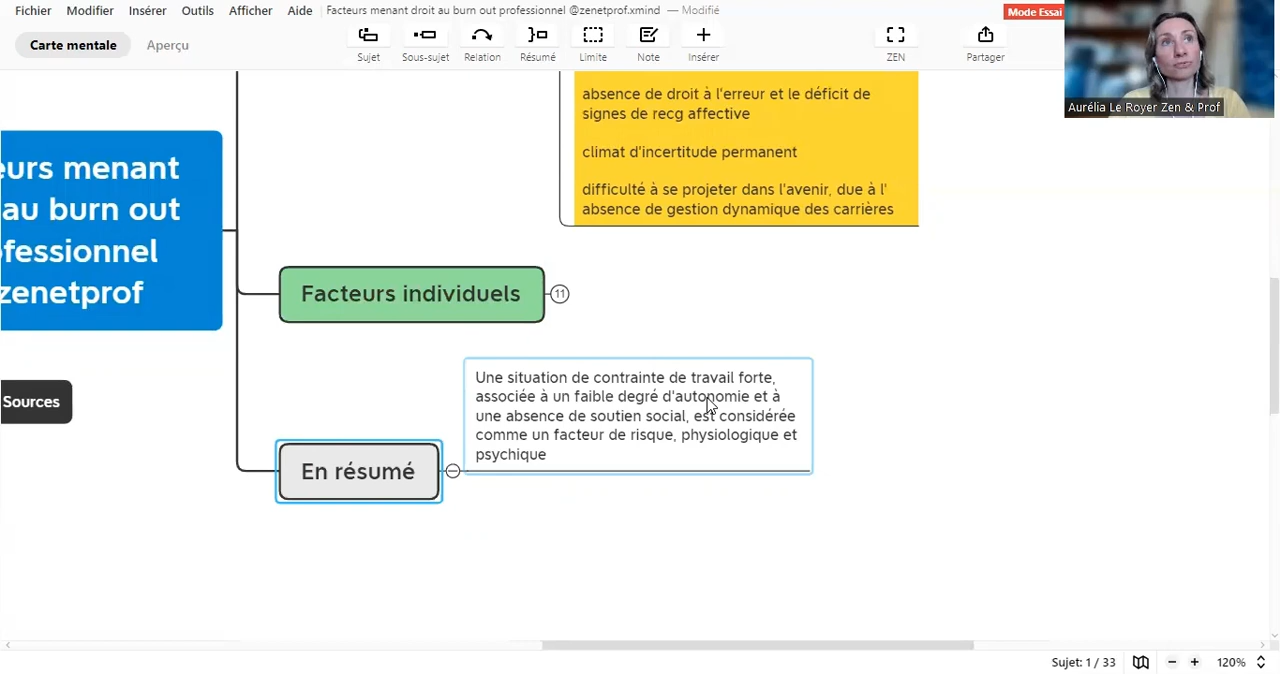 Fichier Modifier Insérer Outils Afficher Aide Facteurs menant droit au burn out professionnel @zenetprof.xmind — Modifié
Mode Essai
Carte mentale Aperçu
Sujet Sous-sujet Relation Résumé Limite Note Insérer ZEN Partager
Aurélia Le Royer Zen & Prof
absence de droit à l'erreur et le déficit de
signes de recg affective
climat d'incertitude permanent
difficulté à se projeter dans l'avenir, due à l'
absence de gestion dynamique des carrières
eurs menant
au burn out
ofessionnel
zenetprof
Facteurs individuels
11
Sources
Une situation de contrainte de travail forte,
associée à un faible degré d'autonomie et à
une absence de soutien social, est considérée
comme un facteur de risque, physiologique et
psychique
En résumé
Sujet: 1 / 33 120%